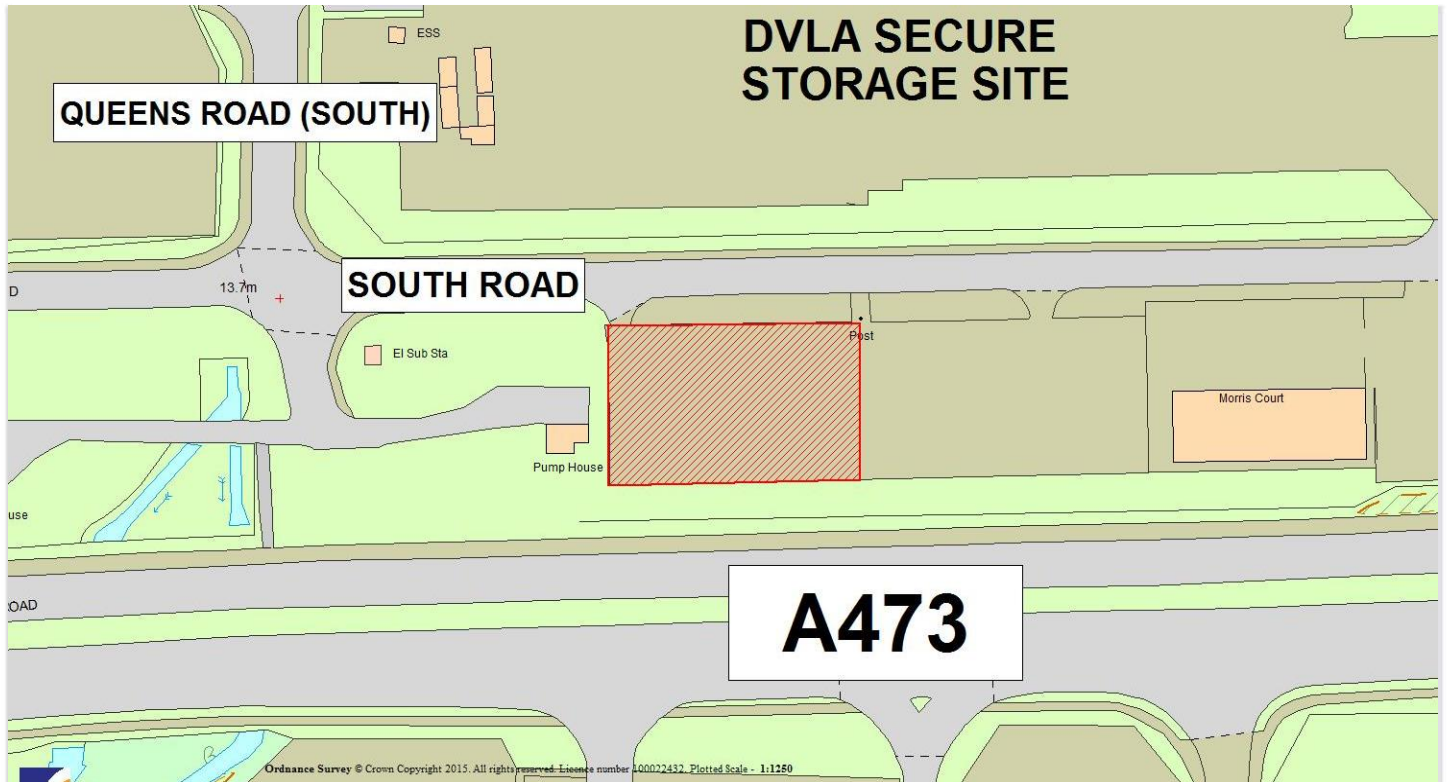 ESS
DVLA SECURE
STORAGE SITE
QUEENS ROAD (SOUTH)
SOUTH ROAD
13.7m
D
El Sub Sta
Post
Morris Court
Pump House
use
OAD
A473
Ordnance Survey © Crown Copyright 2015. All rights reserved. Licence number 100022432. Plotted Scale - 1:1250